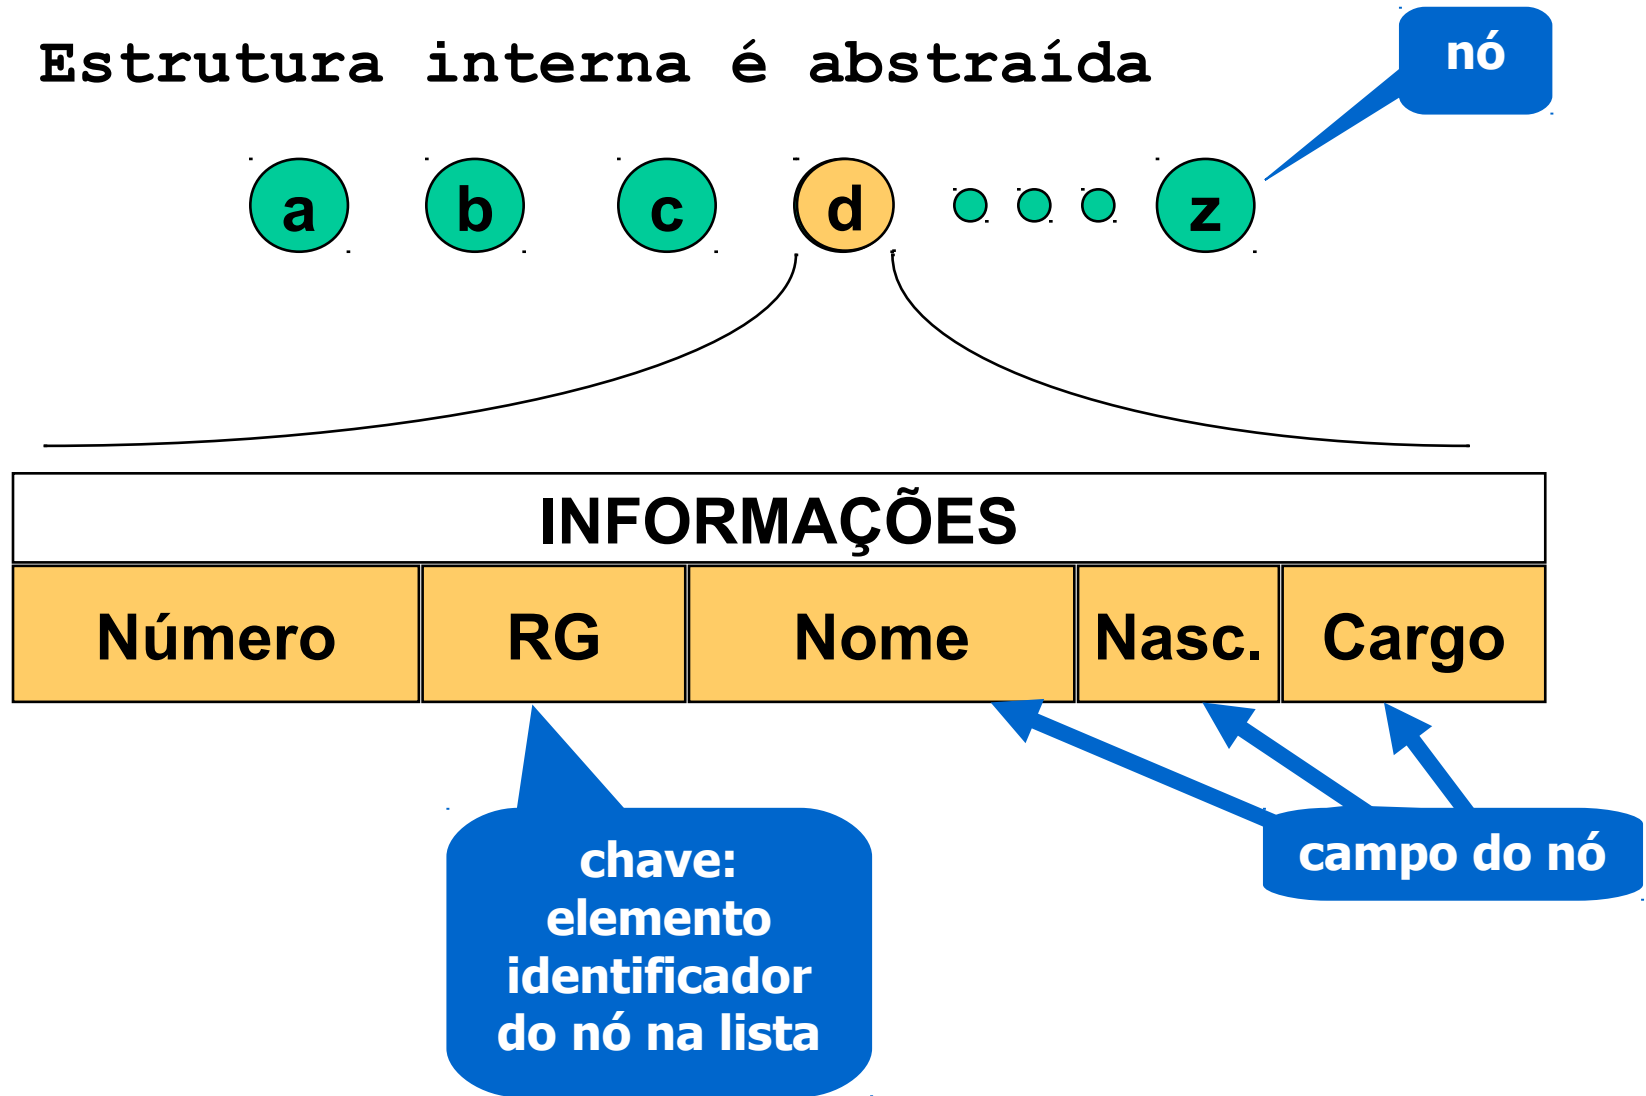 Estrutura interna é abstraída
nó
a b c d z
INFORMAÇÕES
Número RG Nome Nasc. Cargo
chave:
elemento
identificador
do nó na lista
campo do nó